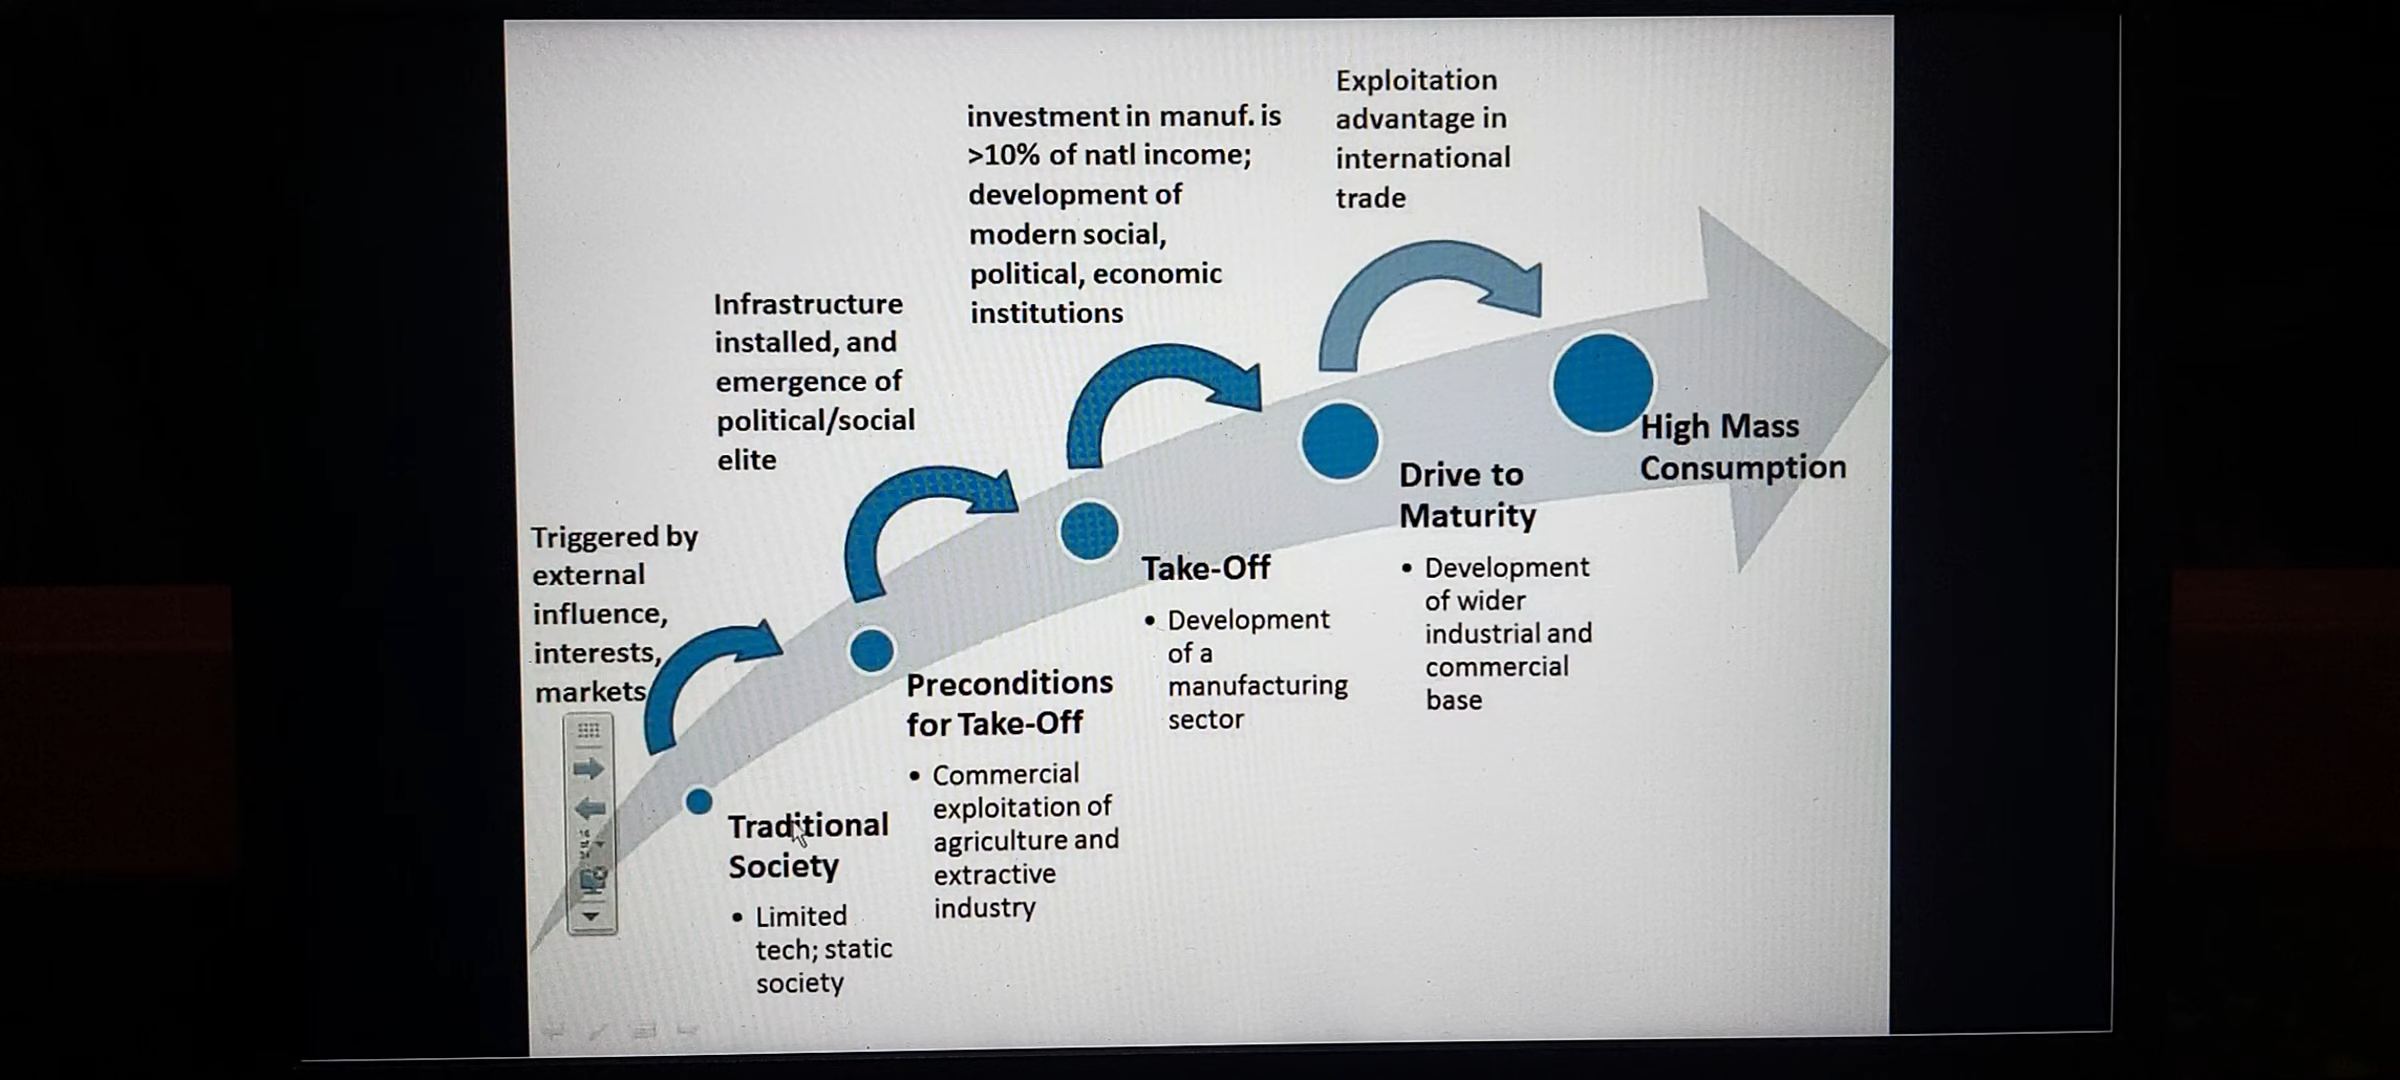 Exploitation
advantage in
international
trade
investment in manuf. is
>10% of natl income;
development of
modern social,
political, economic
institutions
Infrastructure
installed, and
emergence of
political/social
elite
Triggered by
external
influence,
interests,
markets
High Mass
Consumption
Drive to
Maturity
• Development
of wider
industrial and
commercial
base
Take-Off
• Development
of a
manufacturing
sector
Preconditions
for Take-Off
• Commercial
exploitation of
agriculture and
extractive
industry
Traditional
Society
• Limited
tech; static
society